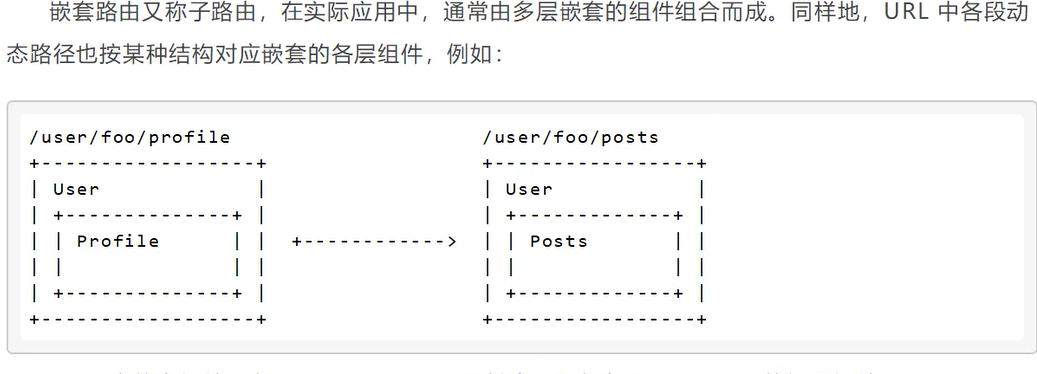 嵌套路由又称子路由，在实际应用中，通常由多层嵌套的组件组合而成。同样地，URL 中各段动
态路径也按某种结构对应嵌套的各层组件，例如：
/user/foo/profile                     /user/foo/posts
+------------------+                  +-----------------+
| User             |                  | User            |
| +--------------+ |                  | +-------------+ |
| | Profile      | |  +------------>  | | Posts       | |
| |              | |                  | |             | |
| +--------------+ |                  | +-------------+ |
+------------------+                  +-----------------+